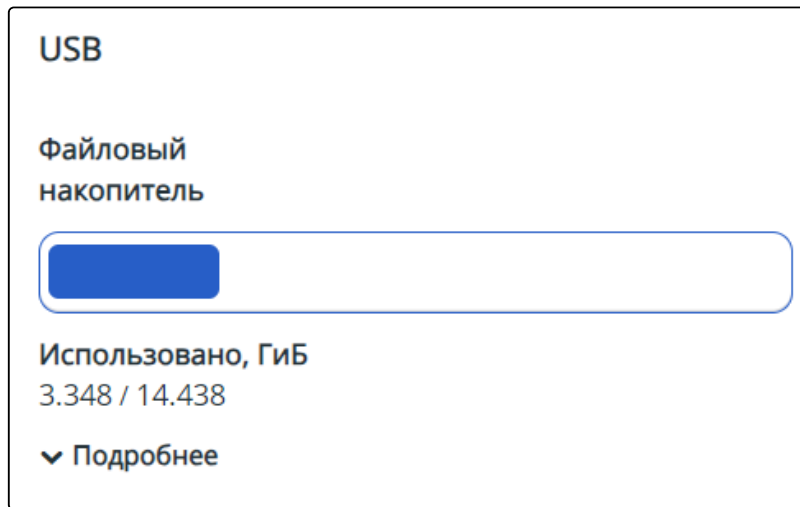 USB
Файловый
накопитель
Использовано, ГиБ
3.348 / 14.438
Подробнее